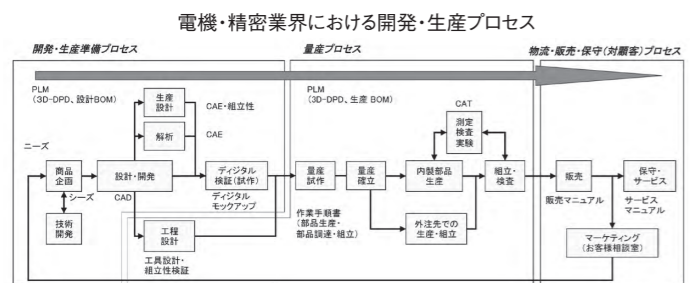 電機・精密業界における開発・生産プロセス
開発・生産準備プロセス
量産プロセス
物流・販売・保守(対顧客)プロセス
PLM
(3D-DPD、設計BOM)
PLM
(3D-DPD、生産 BOM)
生産
設計
CAE・組立性
解析
CAE
CAT
測定
検査
実験
ニーズ
商品
企画
設計・開発
ディジタル
検証(試作)
量産
試作
量産
確立
内製部品
生産
組立・
検査
販売
保守・
サービス
シーズ
CAD
ディジタル
モックアップ
販売マニュアル
サービス
マニュアル
技術
開発
工程
設計
作業手順書
(部品生産・
部品調達・組立)
外注先での
生産・組立
マーケティング
(お客様相談室)
工具設計・
組立性検証